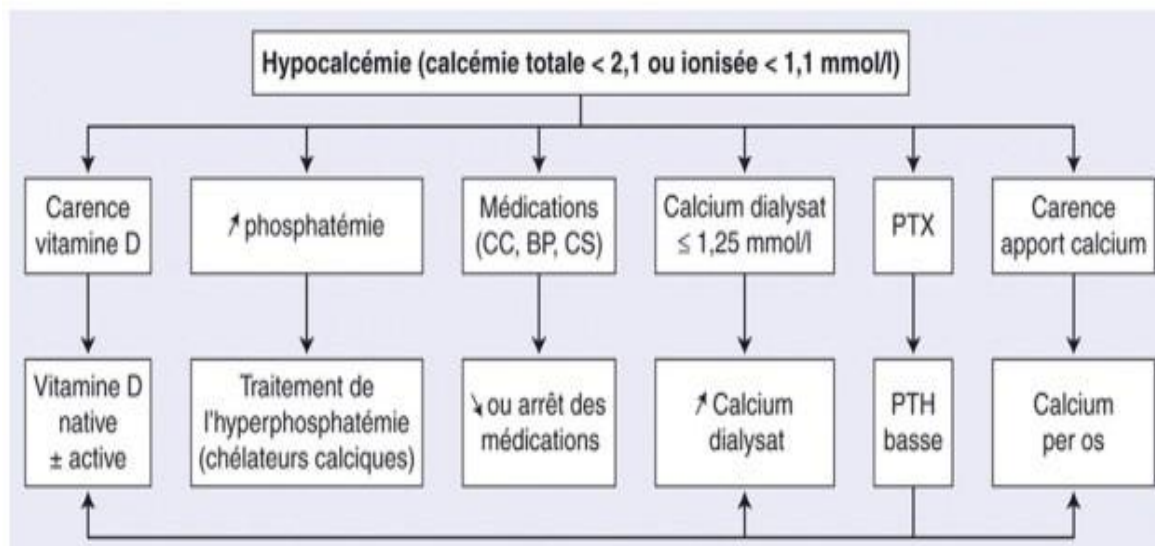 Hypocalcémie (calcémie totale < 2,1 ou ionisée < 1,1 mmol/l)
Carence
vitamine D
↗ phosphatémie
Médications
(CC, BP, CS)
Calcium dialysat
≤ 1,25 mmol/l
PTX
Carence
apport calcium
Vitamine D
native
± active
Traitement de
l'hyperphosphatémie
(chélateurs calciques)
↘ ou arrêt des
médications
↗ Calcium
dialysat
PTH
basse
Calcium
per os